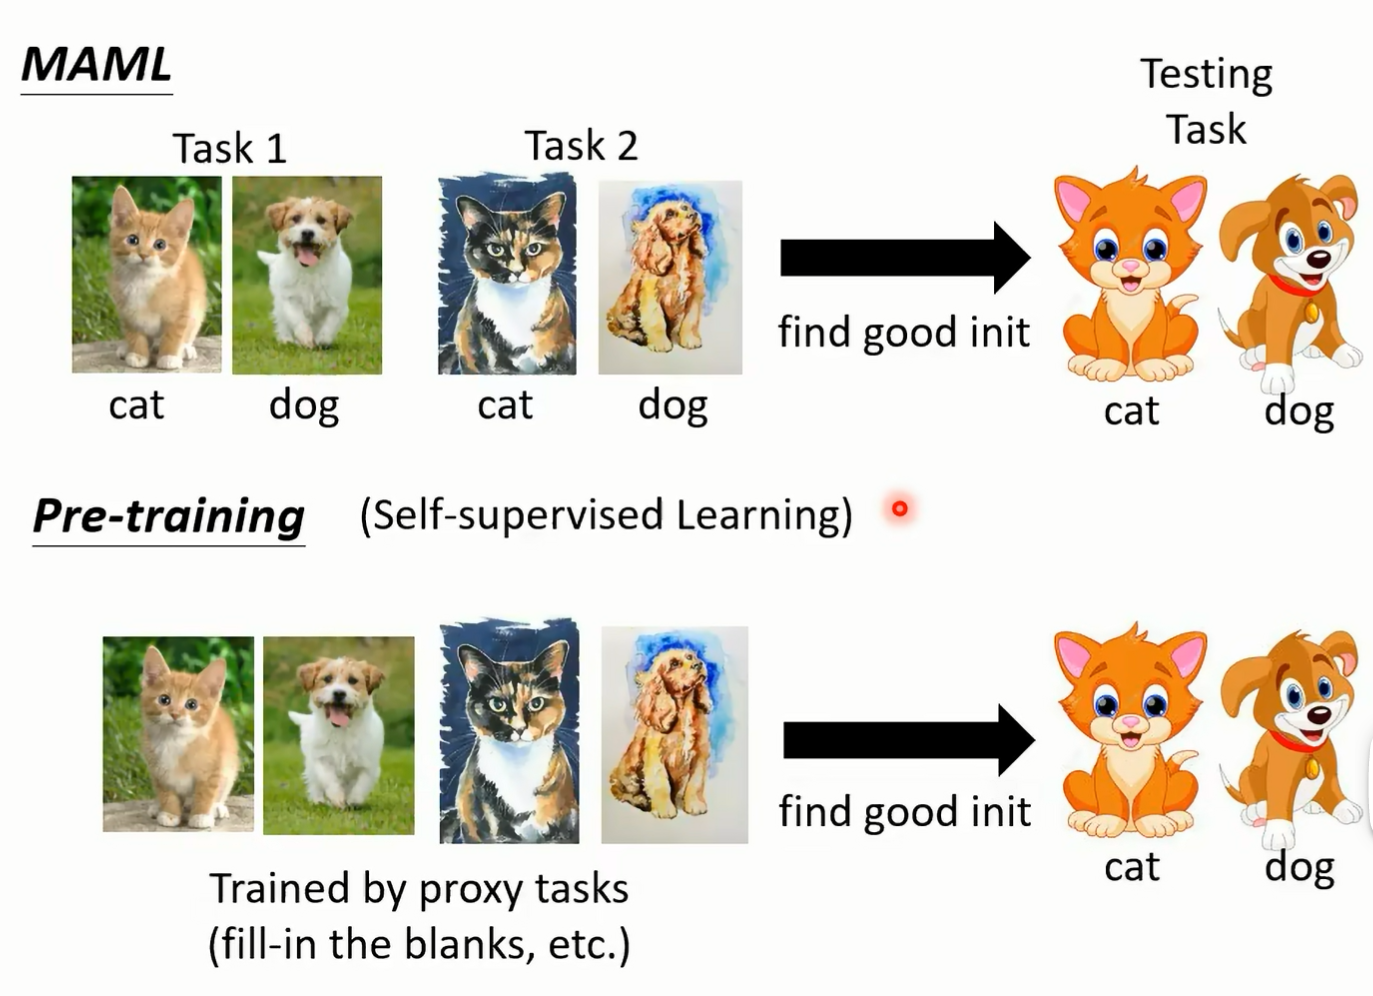 MAML
Testing
Task
Task 1
Task 2
find good init
cat
dog
cat
dog
cat
dog
Pre-training (Self-supervised Learning)
find good init
cat
dog
Trained by proxy tasks
(fill-in the blanks, etc.)